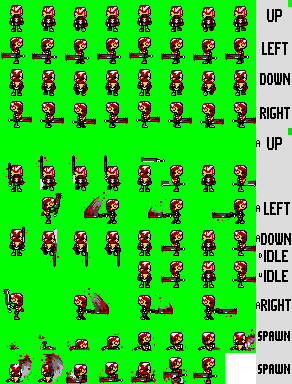 UP
LEFT
DOWN
RIGHT
A UP
A LEFT
A DOWN
D IDLE
U IDLE
A RIGHT
SPAWN
SPAWN